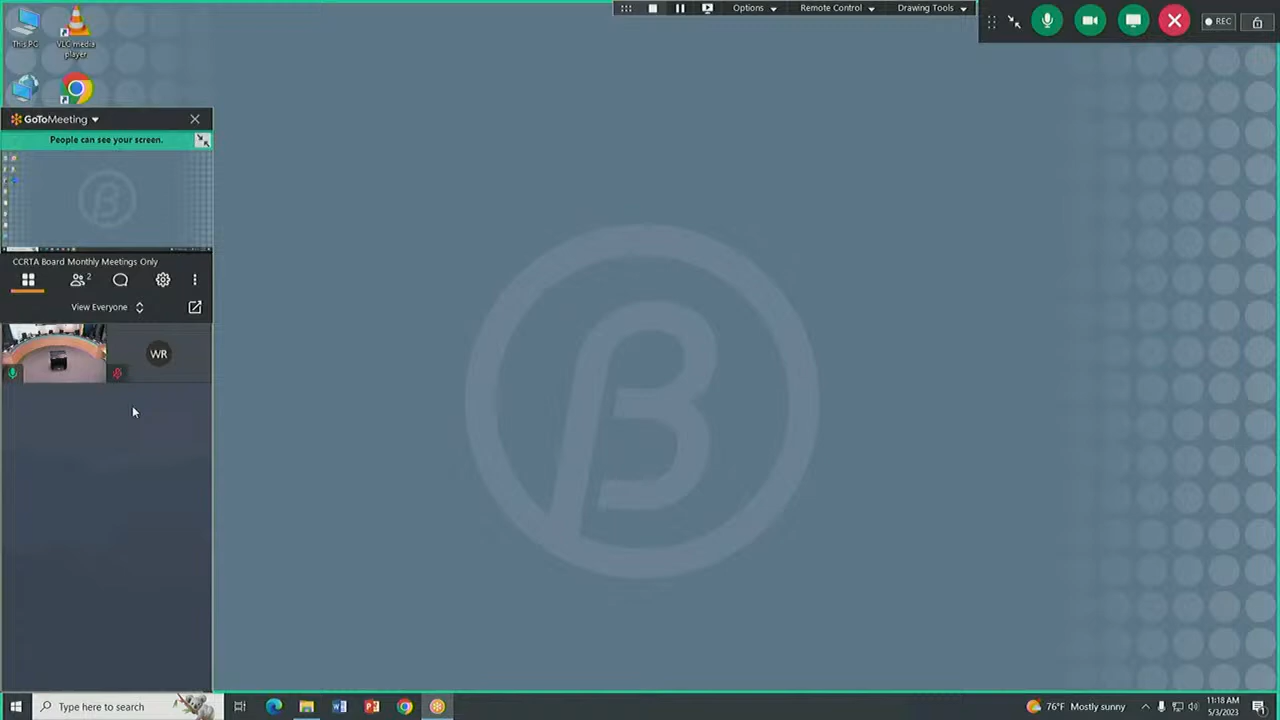 This PC
VLC media
player
Options
Remote Control
Drawing Tools
REC
GoToMeeting
People can see your screen.
β
CCRTA Board Monthly Meetings Only
2
View Everyone
WR
β
Type here to search
76°F Mostly sunny
11:18 AM
5/3/2023
1